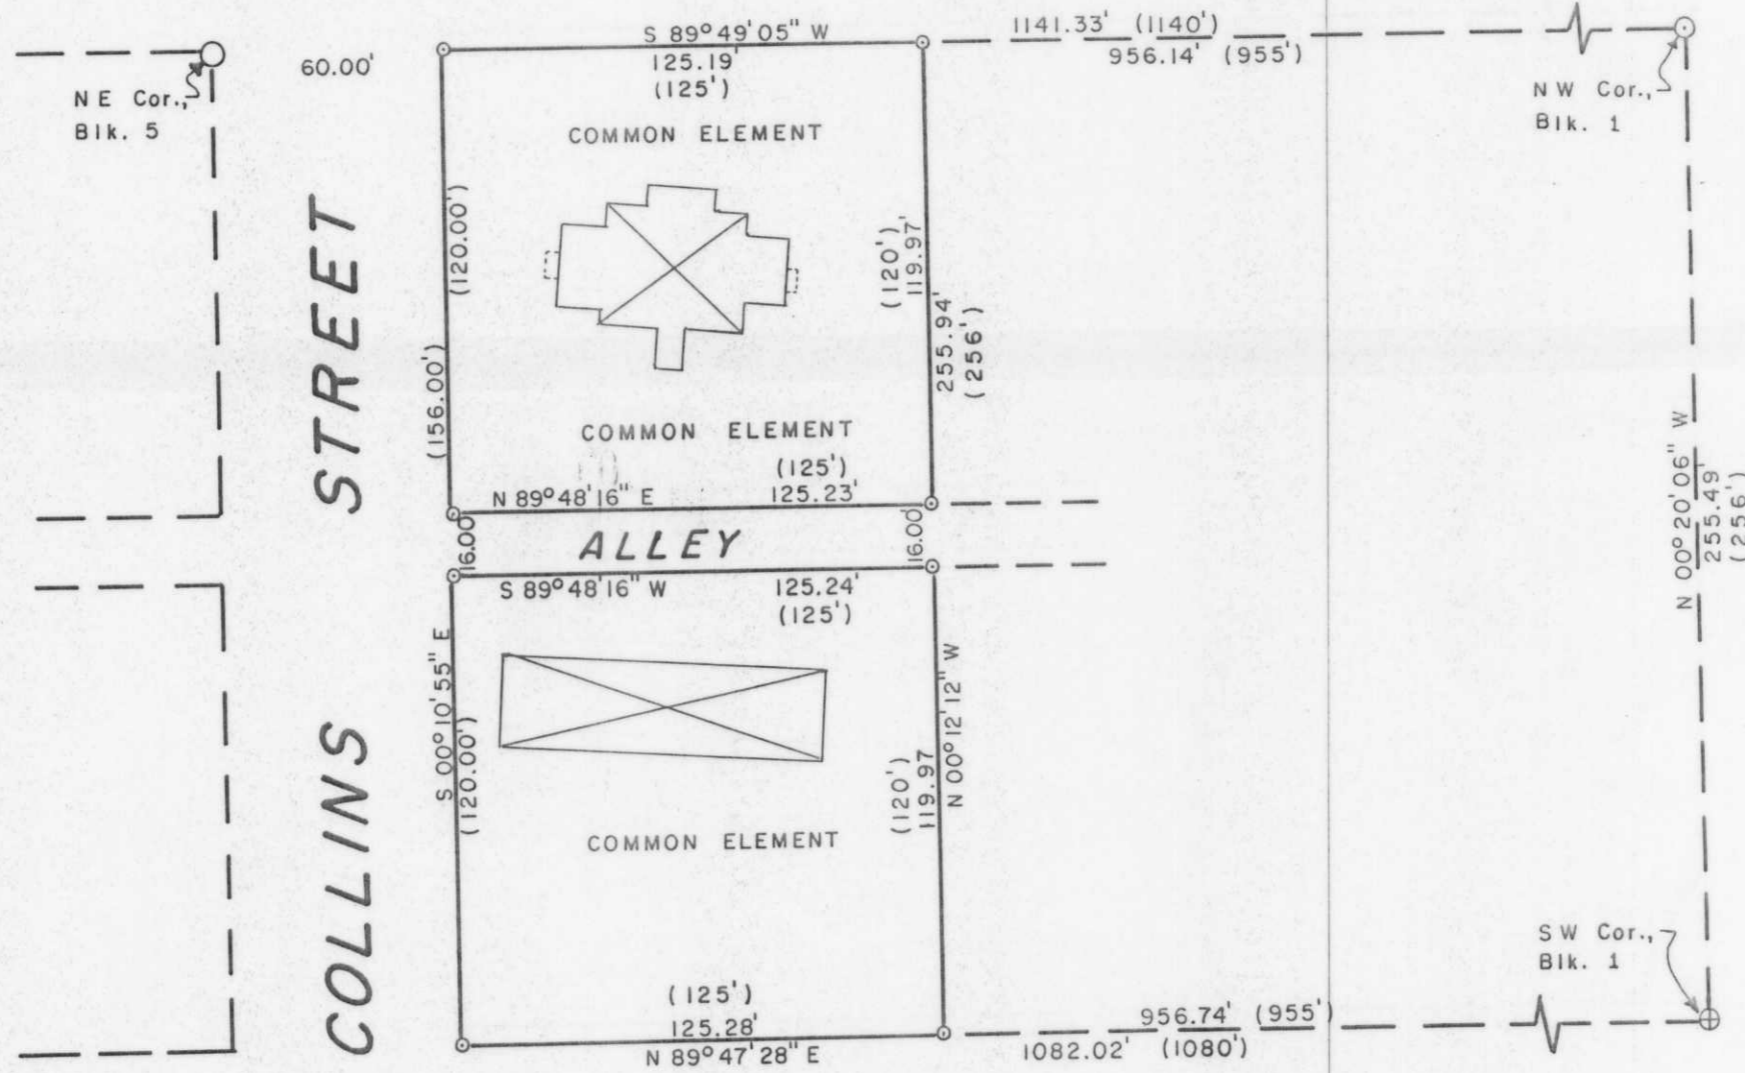 S 89°49'05" W
125.19'
(125')
1141.33' (1140')
956.14' (955')
60.00'
NE Cor.,
Blk. 5
NW Cor.,
Blk. 1
COMMON ELEMENT
(120.00')
(156.00')
(120')
119.97'
255.94'
(256')
COMMON ELEMENT
(125')
N 89°48'16" E
125.23'
16.00'
ALLEY
16.00'
S 89°48'16" W
125.24'
(125')
COLLINS STREET
S 00°10'55" E
(120.00')
(120')
119.97
N 00°12'12" W
N 00°20'06" W
255.49'
(256')
COMMON ELEMENT
SW Cor.,
Blk. 1
(125')
125.28'
N 89°47'28" E
956.74' (955')
1082.02' (1080')